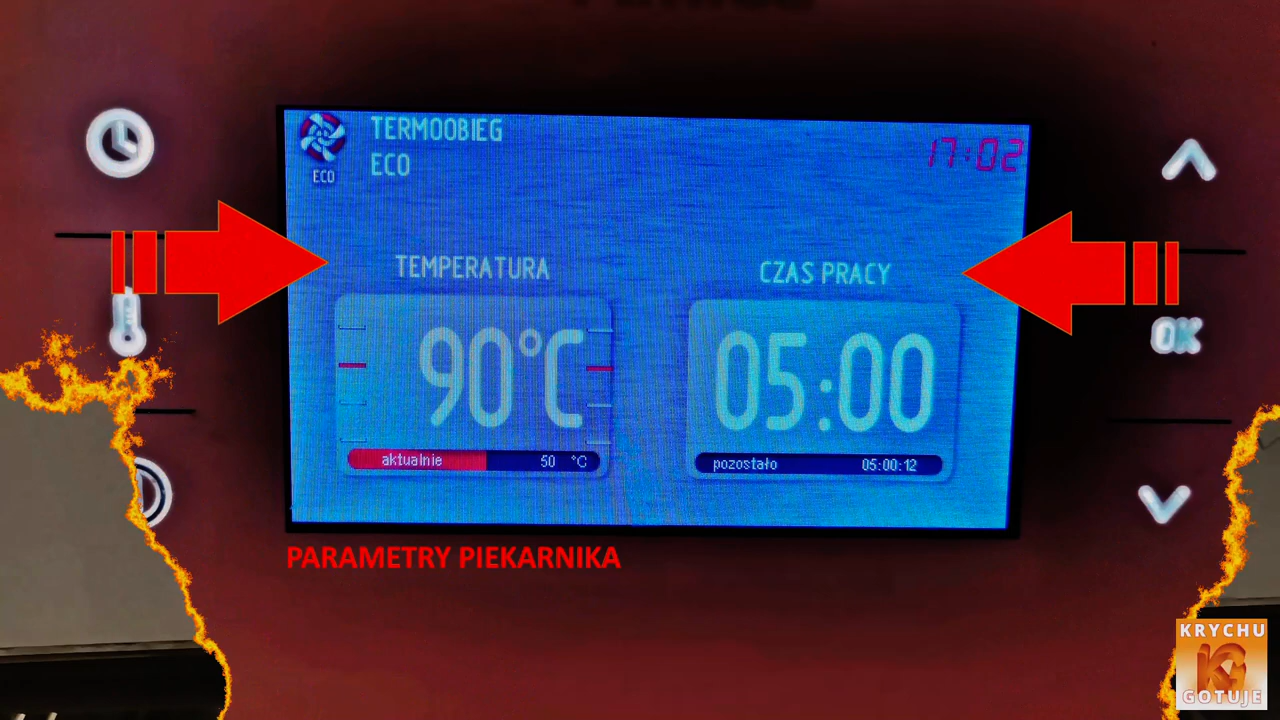 TERMOOBIEG
ECO
ECO
17:02
TEMPERATURA
CZAS PRACY
90°C
05:00
aktualnie 50 °C
pozostało 05:00:12
OK
PARAMETRY PIEKARNIKA
KRYCHU
GOTUJE